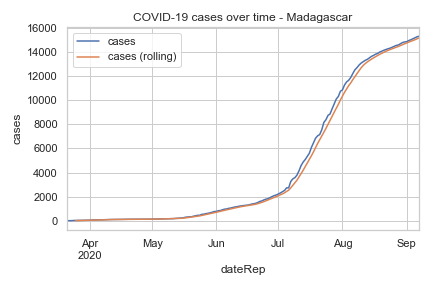 COVID-19 cases over time - Madagascar
cases
cases (rolling)
16000
14000
12000
10000
8000
6000
4000
2000
0
cases
Apr May Jun Jul Aug Sep
2020
dateRep